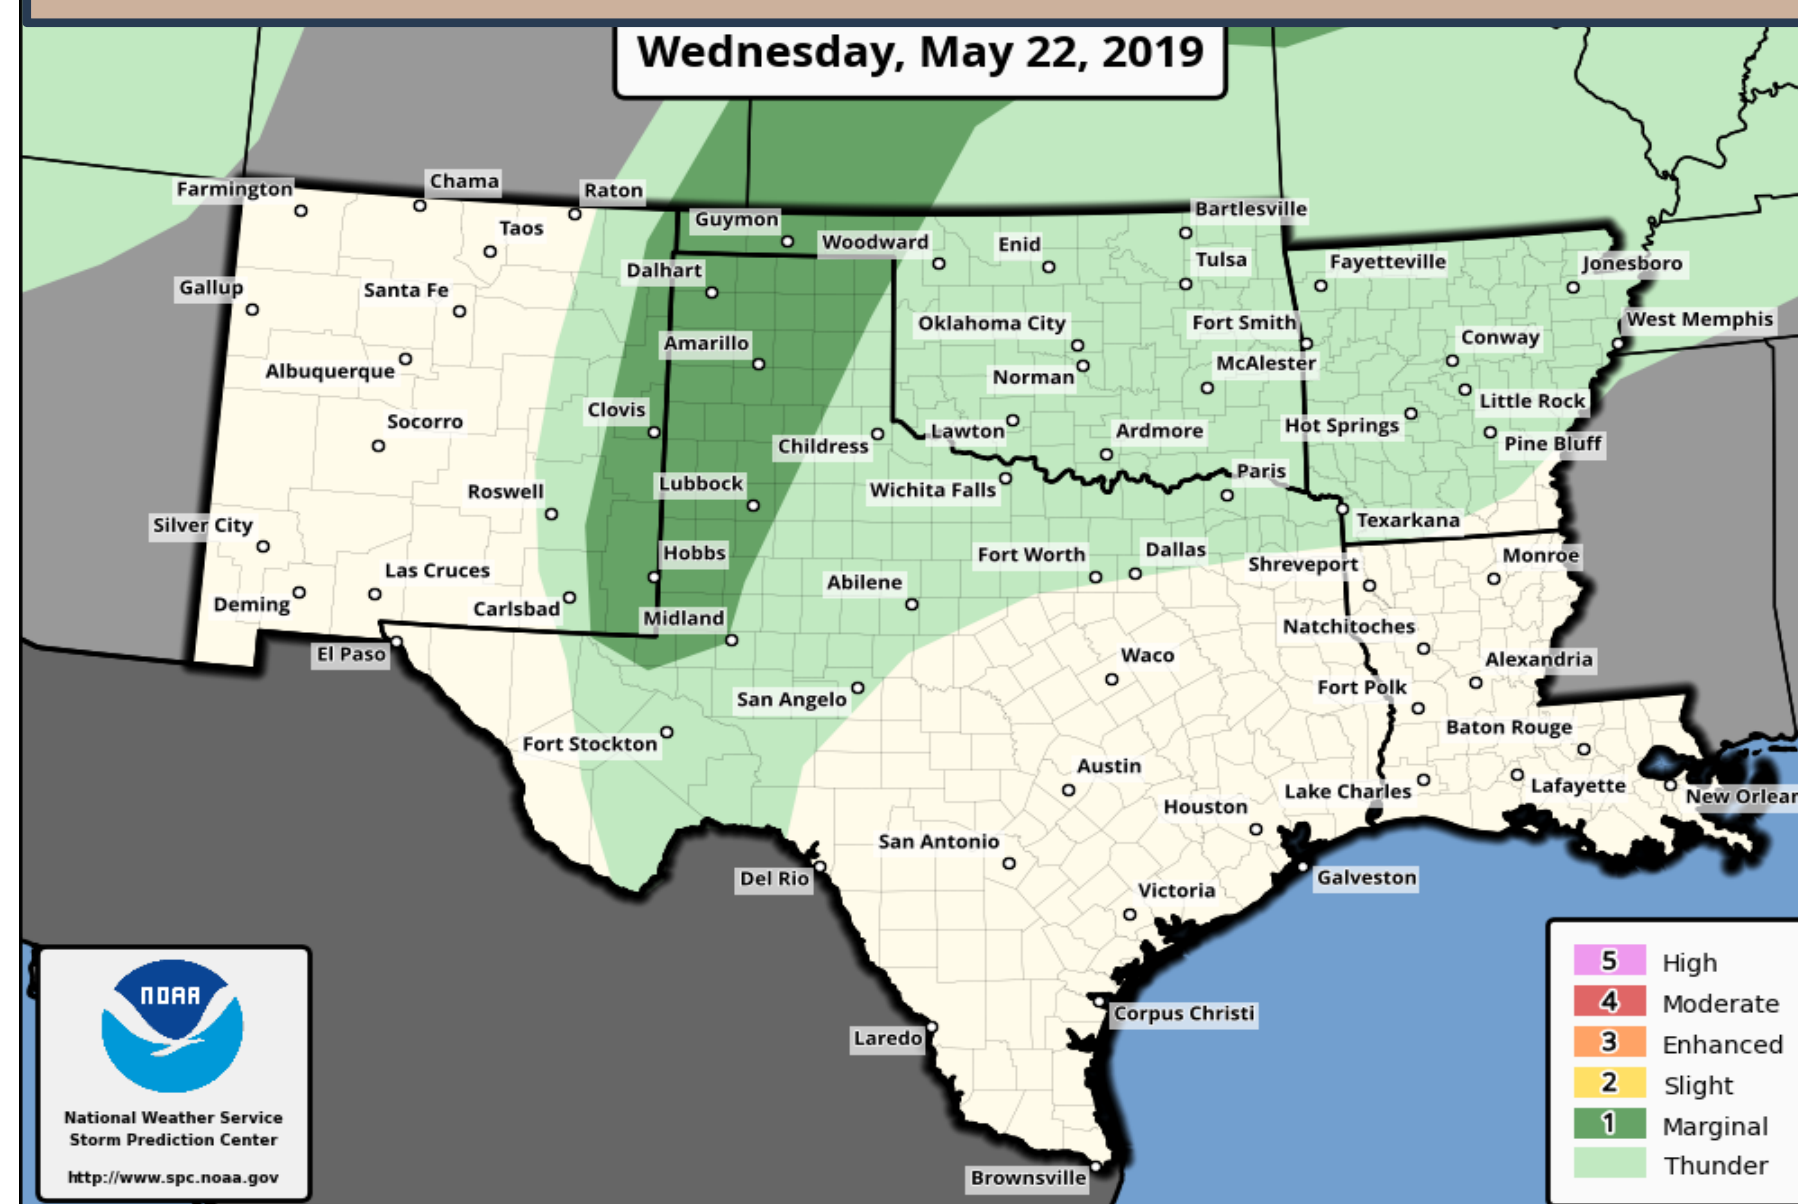 Wednesday, May 22, 2019
Farmington
Chama
Raton
Taos
Guymon
Woodward
Enid
Bartlesville
Tulsa
Fayetteville
Jonesboro
Gallup
Santa Fe
Dalhart
Oklahoma City
Fort Smith
West Memphis
Amarillo
Norman
McAlester
Conway
Albuquerque
Little Rock
Socorro
Clovis
Childress
Lawton
Ardmore
Hot Springs
Pine Bluff
Roswell
Lubbock
Wichita Falls
Paris
Texarkana
Silver City
Hobbs
Fort Worth
Dallas
Shreveport
Monroe
Las Cruces
Deming
Carlsbad
Midland
Abilene
Natchitoches
El Paso
Waco
Alexandria
San Angelo
Fort Polk
Fort Stockton
Baton Rouge
Austin
Lake Charles
Lafayette
New Orlean
Houston
San Antonio
Del Rio
Galveston
Victoria
Corpus Christi
Laredo
Brownsville
NOAA
National Weather Service
Storm Prediction Center
http://www.spc.noaa.gov
5 High
4 Moderate
3 Enhanced
2 Slight
1 Marginal
Thunder